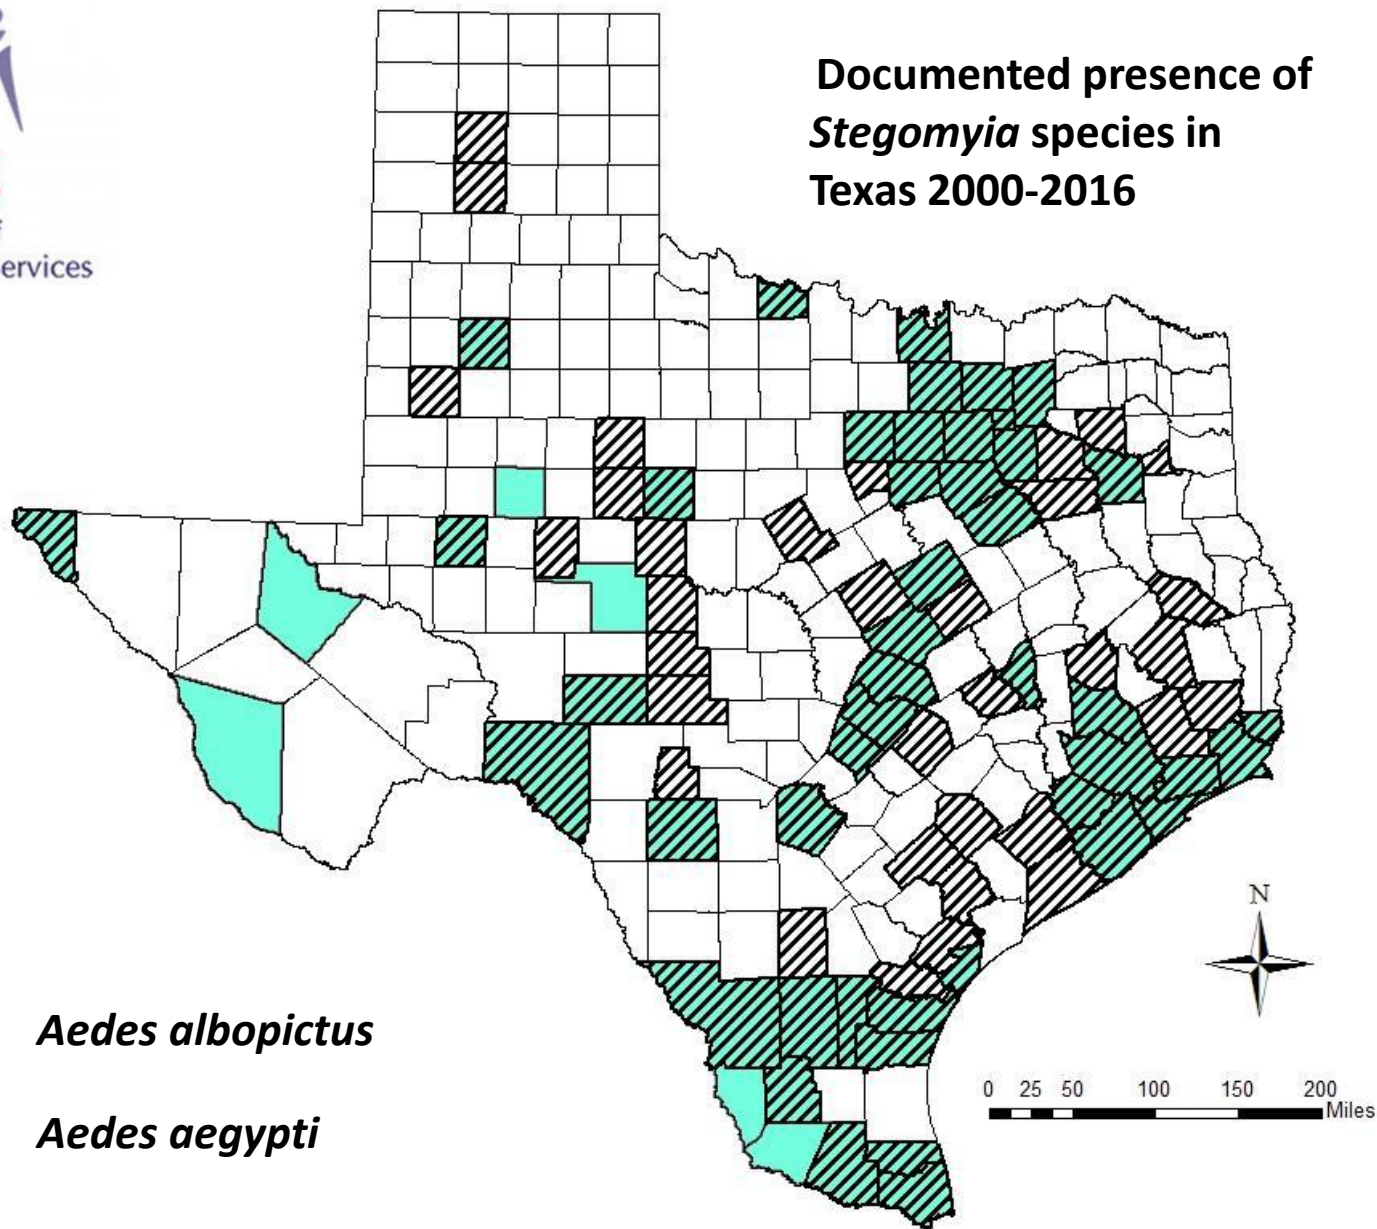 ervices
Documented presence of
Stegomyia species in
Texas 2000-2016
Aedes albopictus
Aedes aegypti
N
0 25 50 100 150 200
Miles